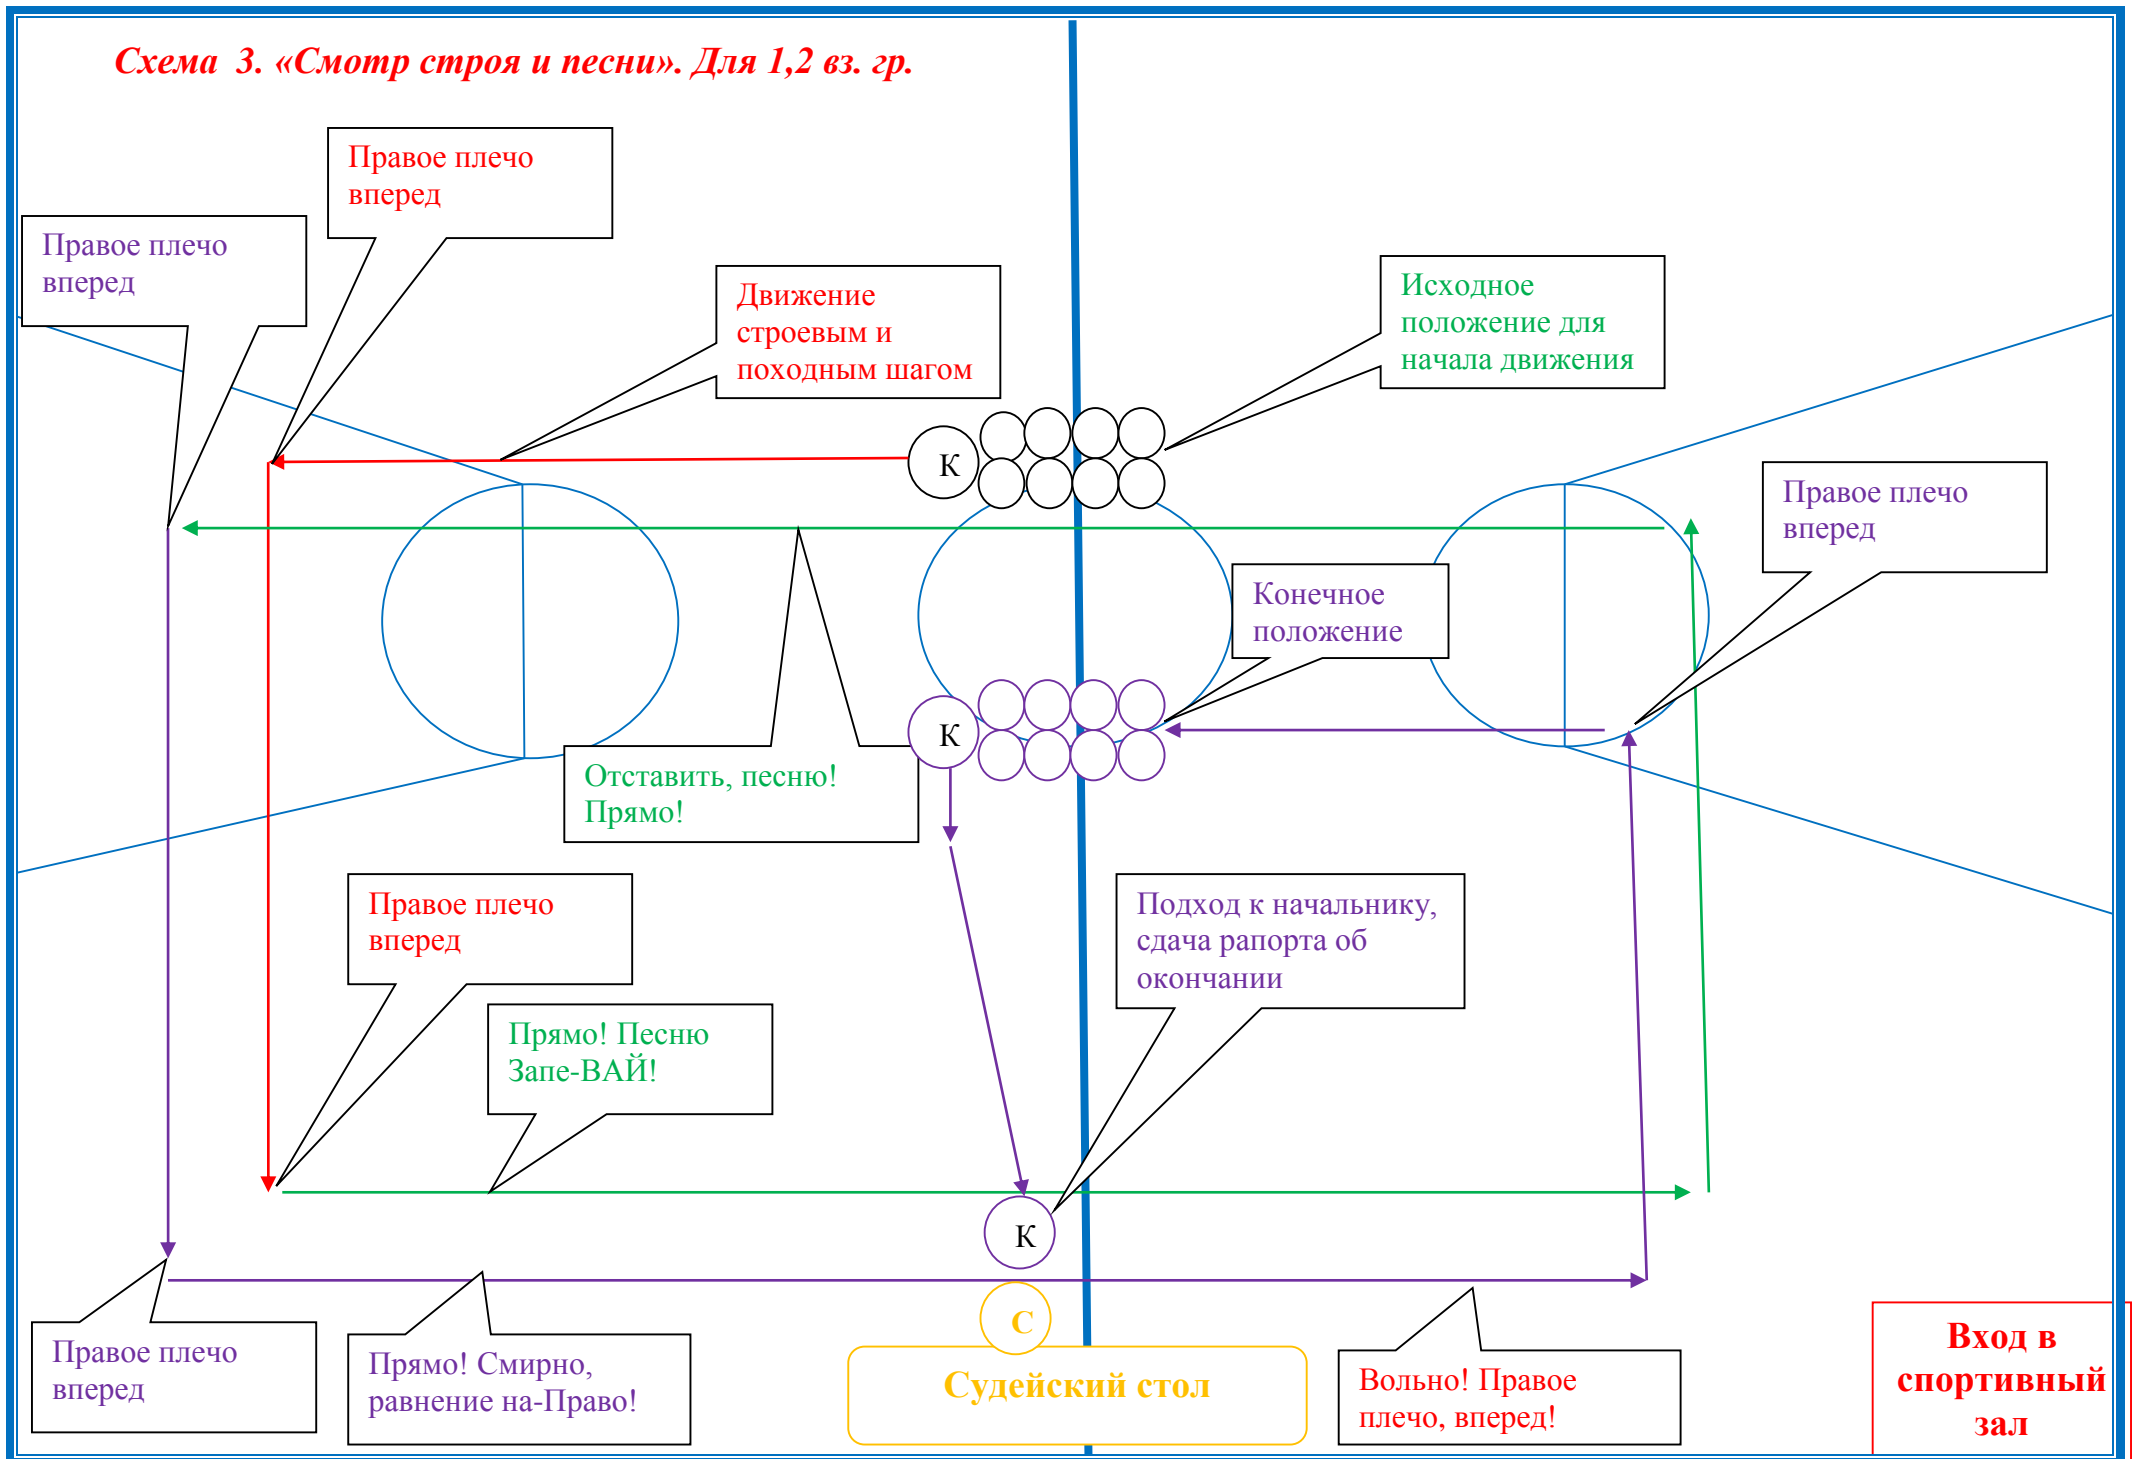 Схема 3. «Смотр строя и песни». Для 1,2 вз. гр.
Правое плечо
вперед
Правое плечо
вперед
Движение
строевым и
походным шагом
Исходное
положение для
начала движения
К
Правое плечо
вперед
Конечное
положение
К
Отставить, песню!
Прямо!
Правое плечо
вперед
Подход к начальнику,
сдача рапорта об
окончании
Прямо! Песню
Запе-ВАЙ!
К
С
Правое плечо
вперед
Прямо! Смирно,
равнение на-Право!
Судейский стол
Вольно! Правое
плечо, вперед!
Вход в
спортивный
зал